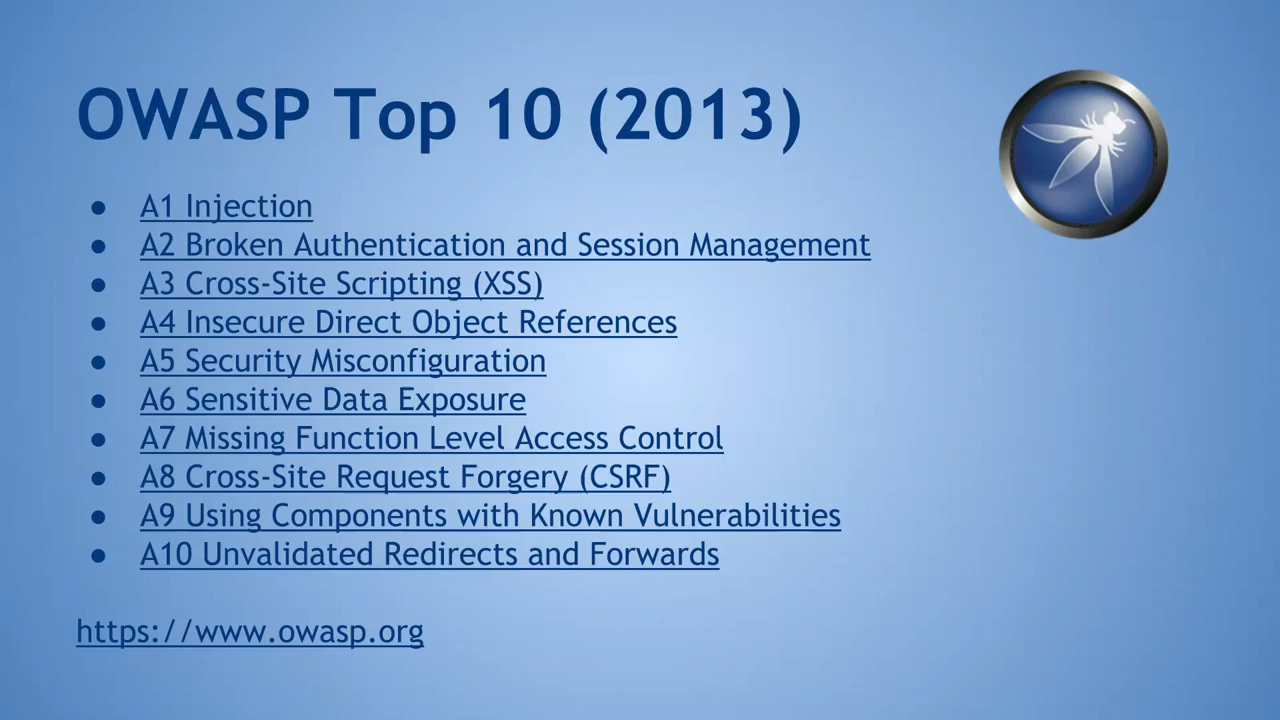 OWASP Top 10 (2013)
● A1 Injection
● A2 Broken Authentication and Session Management
● A3 Cross-Site Scripting (XSS)
● A4 Insecure Direct Object References
● A5 Security Misconfiguration
● A6 Sensitive Data Exposure
● A7 Missing Function Level Access Control
● A8 Cross-Site Request Forgery (CSRF)
● A9 Using Components with Known Vulnerabilities
● A10 Unvalidated Redirects and Forwards
https://www.owasp.org